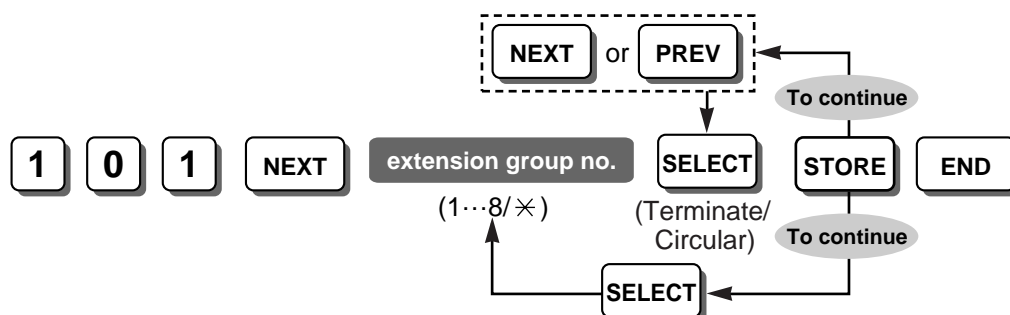 NEXT or PREV
To continue
1 0 1 NEXT extension group no. SELECT STORE END
(1···8/✳)
(Terminate/
Circular)
To continue
SELECT